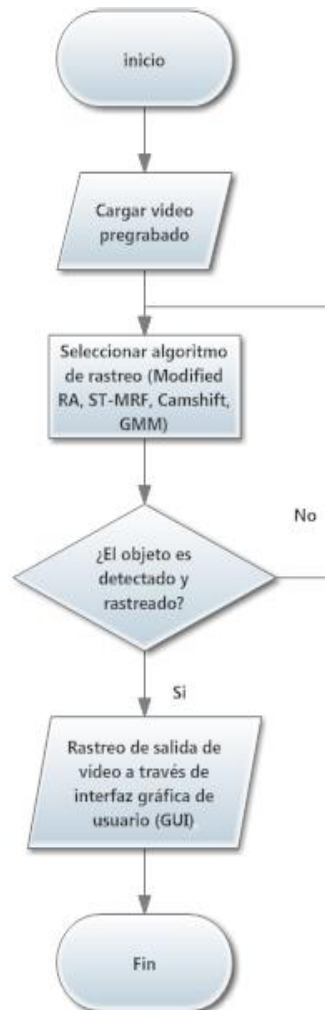 inicio
Cargar video
pregrabado
Seleccionar algoritmo
de rastreo (Modified
RA, ST-MRF, Camshift,
GMM)
¿El objeto es
detectado y
rastreado?
No
Si
Rastreo de salida de
video a través de
interfaz gráfica de
usuario (GUI)
Fin